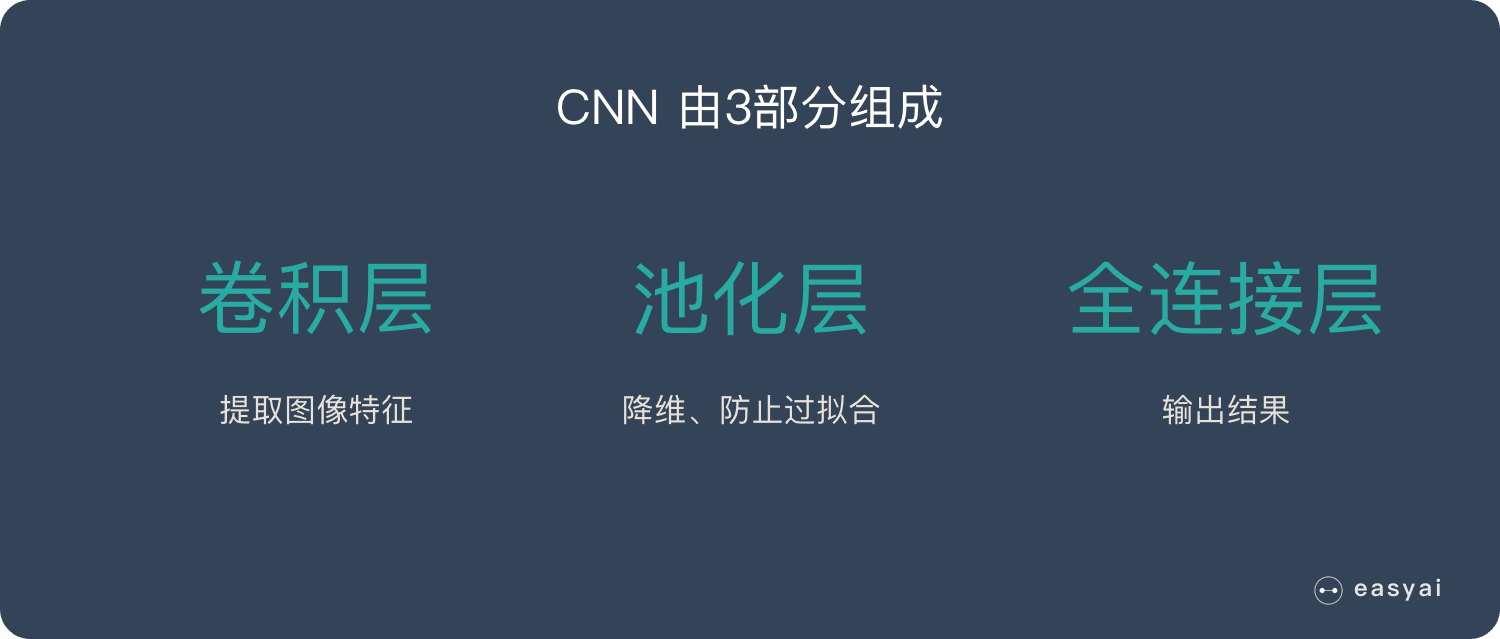 CNN 由3部分组成
卷积层
池化层
全连接层
提取图像特征
降维、防止过拟合
输出结果
easyai